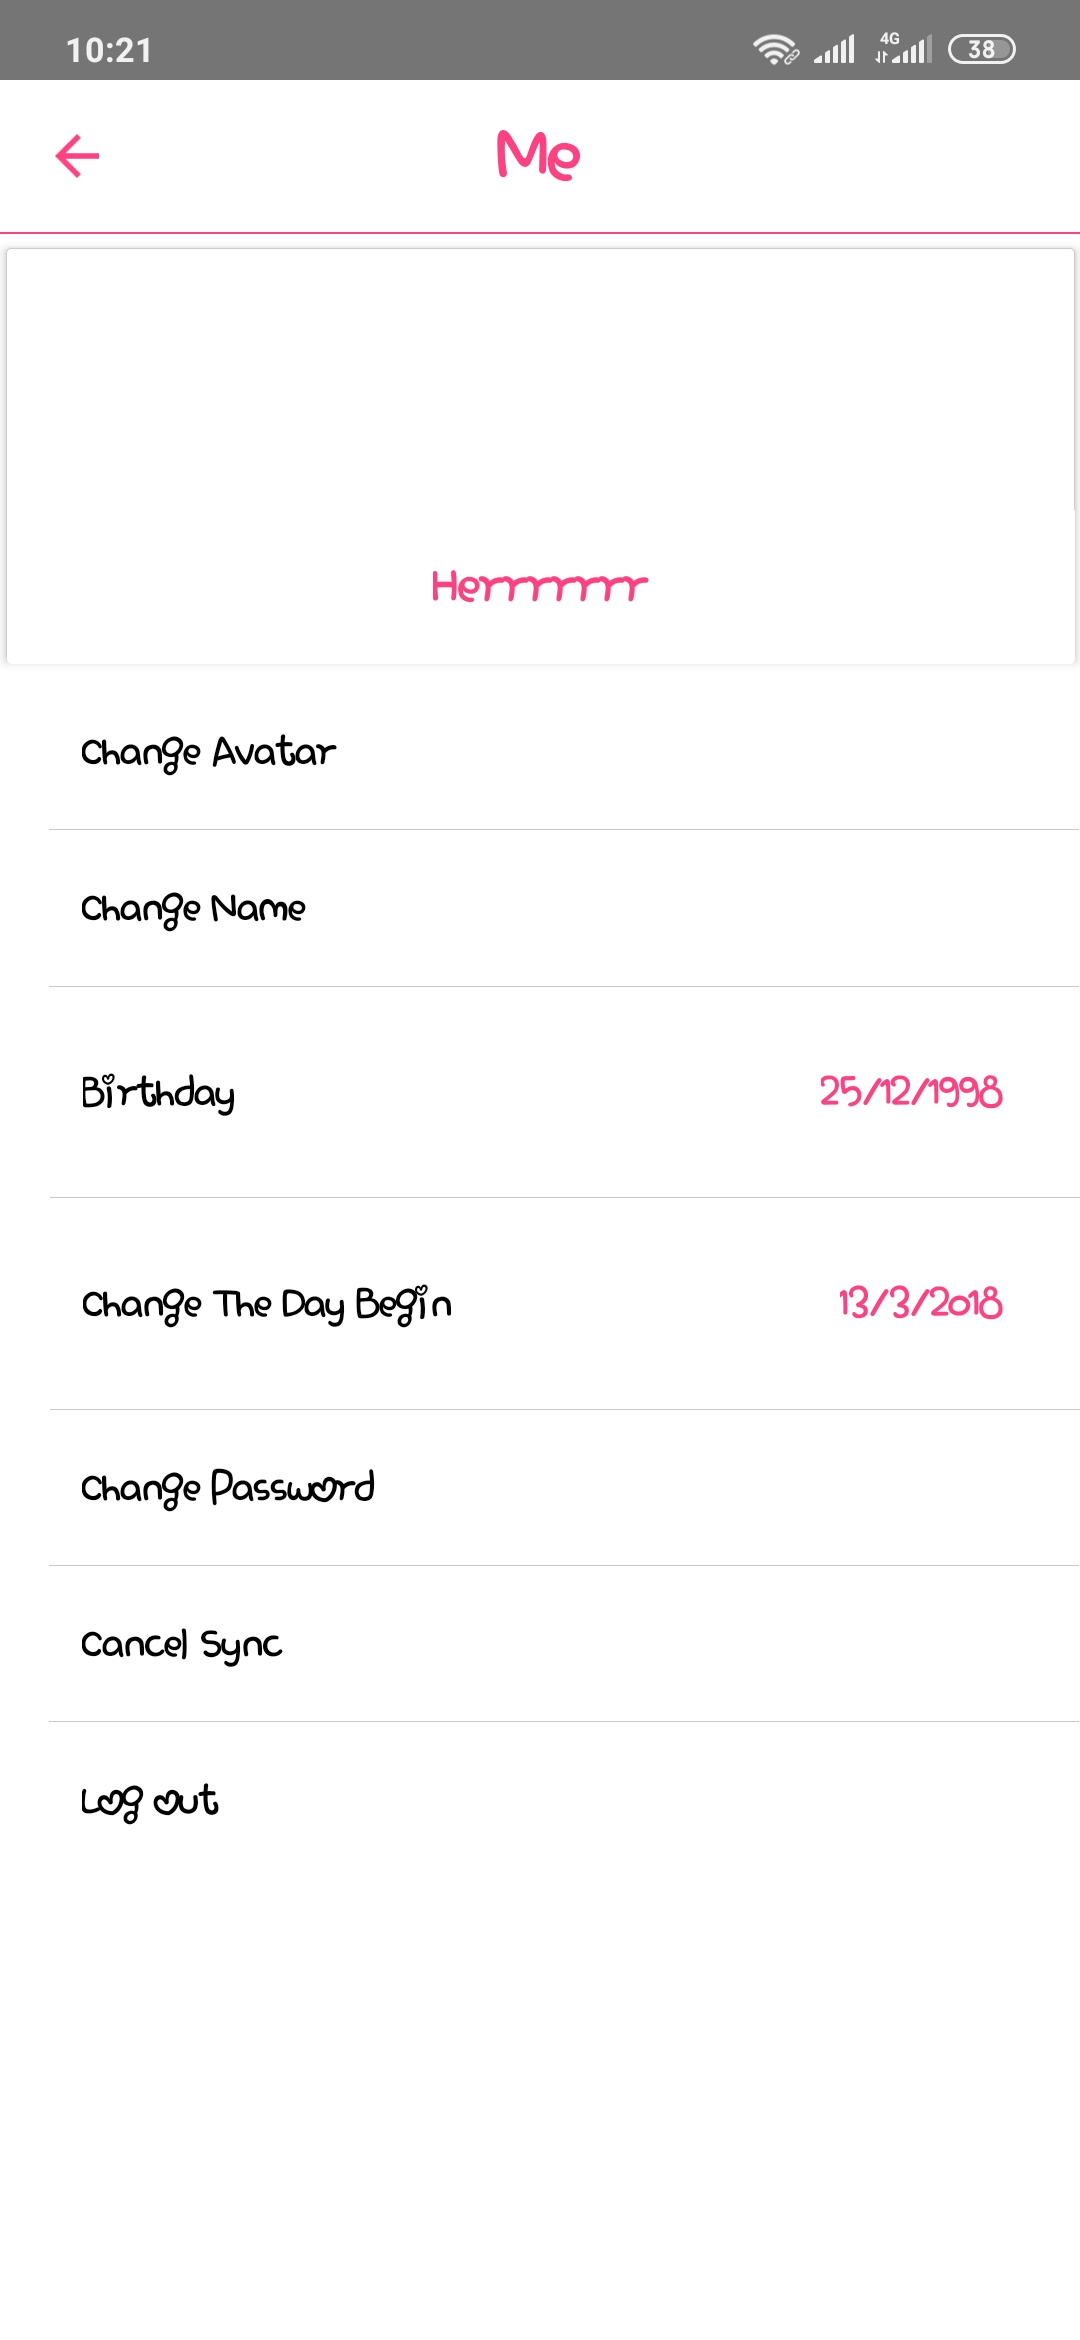 10:21 4G 38
Me
Herrrrrrr
Change Avatar
Change Name
Birthday 25/12/1998
Change The Day Begin 13/3/2018
Change Password
Cancel Sync
Log out